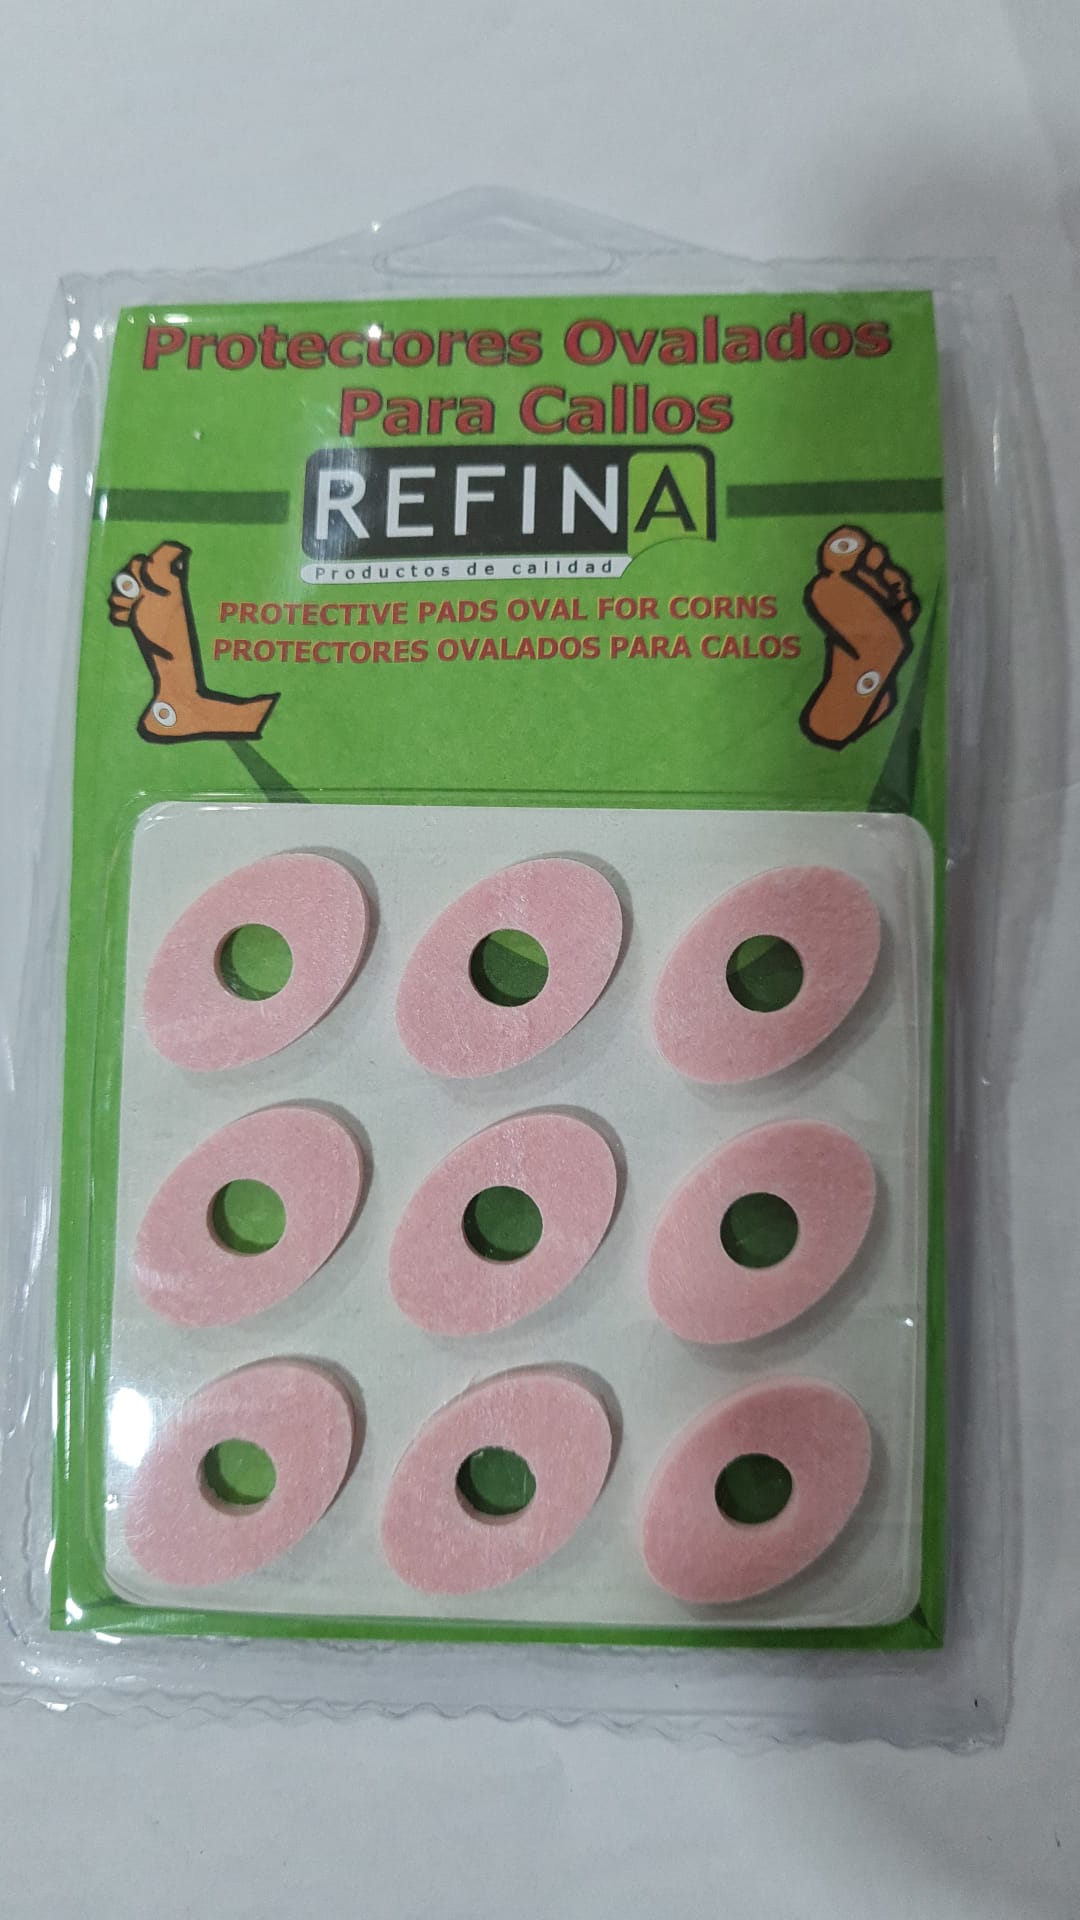 Protectores Ovalados
Para Callos
REFINA
Productos de calidad
PROTECTIVE PADS OVAL FOR CORNS
PROTECTORES OVALADOS PARA CALOS